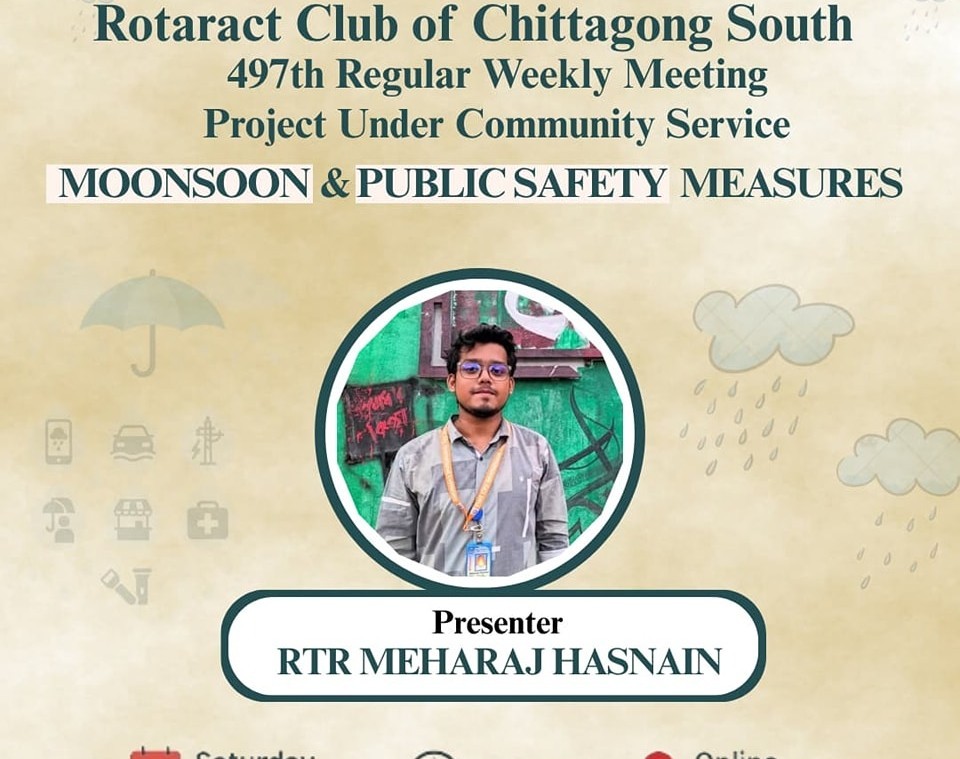 Rotaract Club of Chittagong South
497th Regular Weekly Meeting
Project Under Community Service
MOONSOON & PUBLIC SAFETY MEASURES
Presenter
RTR MEHARAJ HASNAIN
Saturday
Online